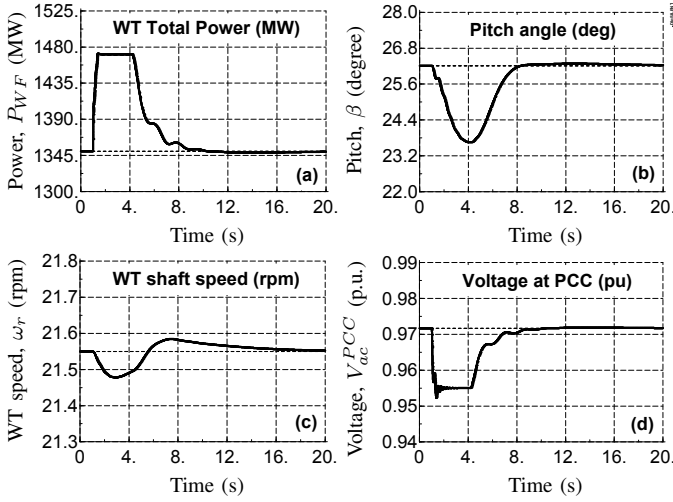 WT Total Power (MW)
Power, P_{WF} (MW)
1525
1480
1435
1390
1345
1300
(a)
0. 4. 8. 12. 16. 20.
Time (s)
Pitch angle (deg)
Pitch, β (degree)
28.0
26.8
25.6
24.4
23.2
22.0
(b)
0. 4. 8. 12. 16. 20.
Time (s)
WT shaft speed (rpm)
WT speed, ω_r (rpm)
21.8
21.7
21.6
21.5
21.4
21.3
(c)
0. 4. 8. 12. 16. 20.
Time (s)
Voltage at PCC (pu)
Voltage, V_{ac}^{PCC} (p.u.)
0.99
0.98
0.97
0.96
0.95
0.94
(d)
0. 4. 8. 12. 16. 20.
Time (s)